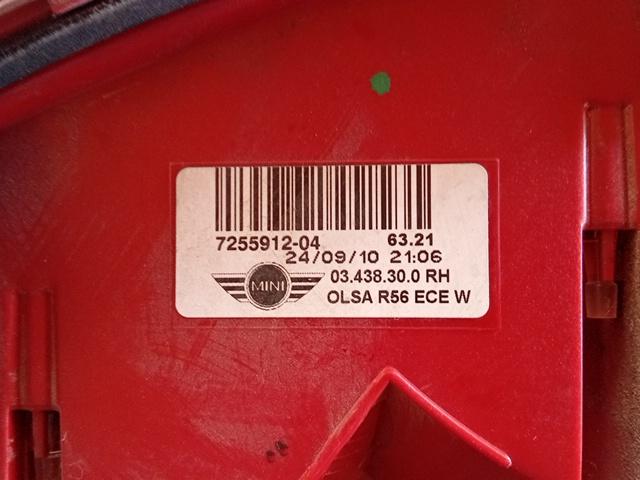 7255912-04 63.21
24/09/10 21:06
03.438.30.0 RH
MINI
OLSA R56 ECE W